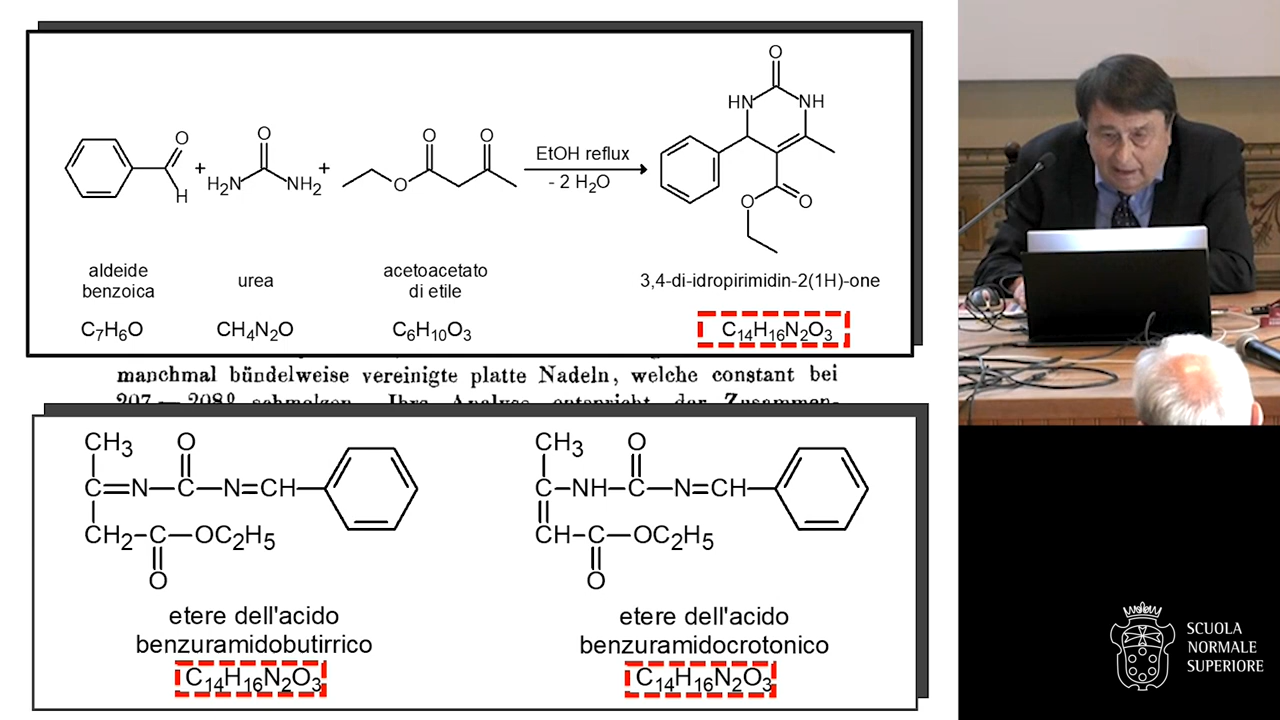 O
HN
NH
O
O
O
O
EtOH reflux
+
+
H
H₂N
NH₂
O
- 2 H₂O
O
O
aldeide
benzoica
urea
acetoacetato
di etile
3,4-di-idropirimidin-2(1H)-one
C₇H₆O
CH₄N₂O
C₆H₁₀O₃
C₁₄H₁₆N₂O₃
manchmal bündelweise vereinigte platte Nadeln, welche constant bei
207 — 208⁰ schmelzen. Ihre Analyse entspricht der Zusammen-
CH₃ O
C=N–C–N=CH
CH₂–C–OC₂H₅
O
etere dell'acido
benzuramidobutirrico
C₁₄H₁₆N₂O₃
CH₃ O
C–NH–C–N=CH
CH–C–OC₂H₅
O
etere dell'acido
benzuramidocrotonico
C₁₄H₁₆N₂O₃
SCUOLA
NORMALE
SUPERIORE